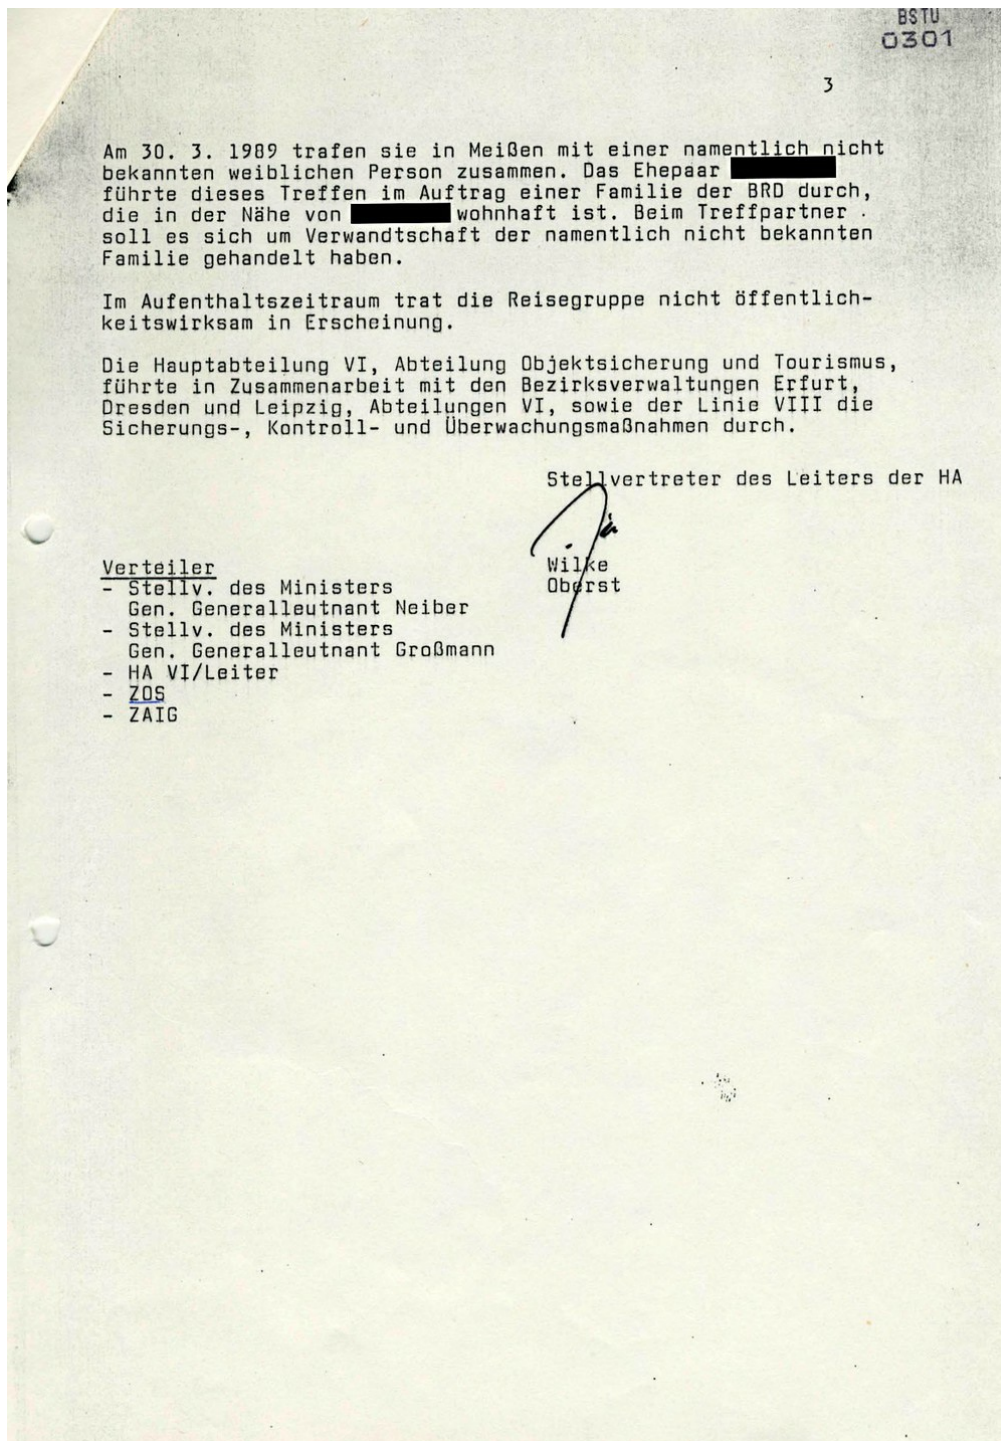 BSTU
0301
3
Am 30. 3. 1989 trafen sie in Meißen mit einer namentlich nicht
bekannten weiblichen Person zusammen. Das Ehepaar
führte dieses Treffen im Auftrag einer Familie der BRD durch,
die in der Nähe von wohnhaft ist. Beim Treffpartner
soll es sich um Verwandtschaft der namentlich nicht bekannten
Familie gehandelt haben.
Im Aufenthaltszeitraum trat die Reisegruppe nicht öffentlich-
keitswirksam in Erscheinung.
Die Hauptabteilung VI, Abteilung Objektsicherung und Tourismus,
führte in Zusammenarbeit mit den Bezirksverwaltungen Erfurt,
Dresden und Leipzig, Abteilungen VI, sowie der Linie VIII die
Sicherungs-, Kontroll- und Überwachungsmaßnahmen durch.
Stellvertreter des Leiters der HA
Wilke
Oberst
Verteiler
- Stellv. des Ministers
Gen. Generalleutnant Neiber
- Stellv. des Ministers
Gen. Generalleutnant Großmann
- HA VI/Leiter
- ZOS
- ZAIG